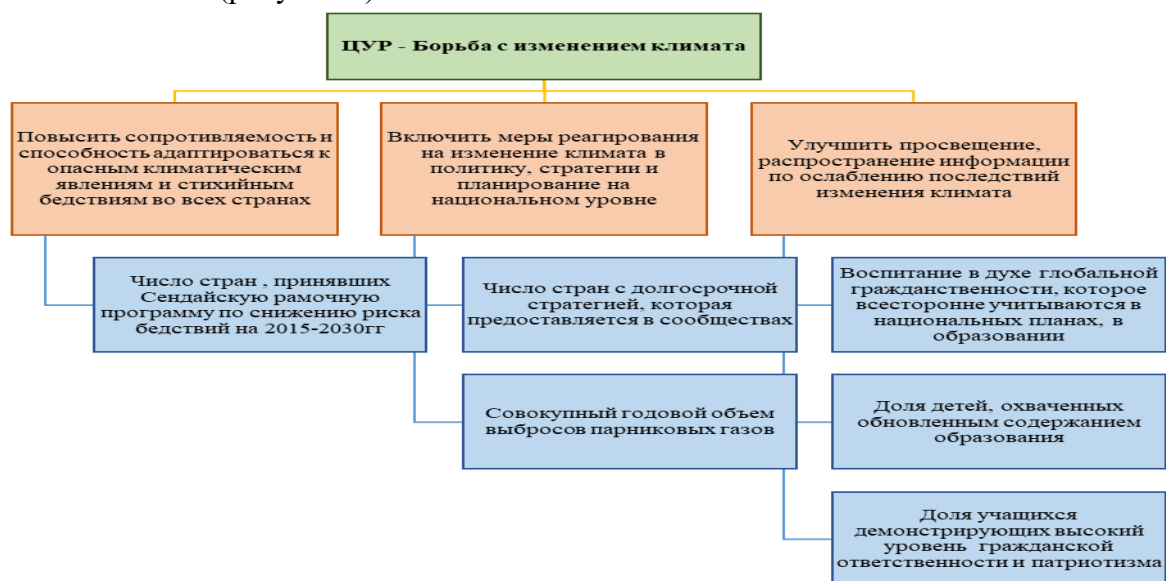 ЦУР - Борьба с изменением климата
Повысить сопротивляемость и
способность адаптироваться к
опасным климатическим
явлениям и стихийным
бедствиям во всех странах
Включить меры реагирования
на изменение климата в
политику, стратегии и
планирование на
национальном уровне
Улучшить просвещение,
распространение информации
по ослаблению последствий
изменения климата
Число стран , принявших
Сендайскую рамочную
программу по снижению риска
бедствий на 2015-2030гг
Число стран с долгосрочной
стратегией, которая
предоставляется в сообществах
Воспитание в духе глобальной
гражданственности, которое
всесторонне учитываются в
национальных планах, в
образовании
Совокупный годовой объем
выбросов парниковых газов
Доля детей, охваченных
обновленным содержанием
образования
Доля учащихся
демонстрирующих высокий
уровень гражданской
ответственности и патриотизма